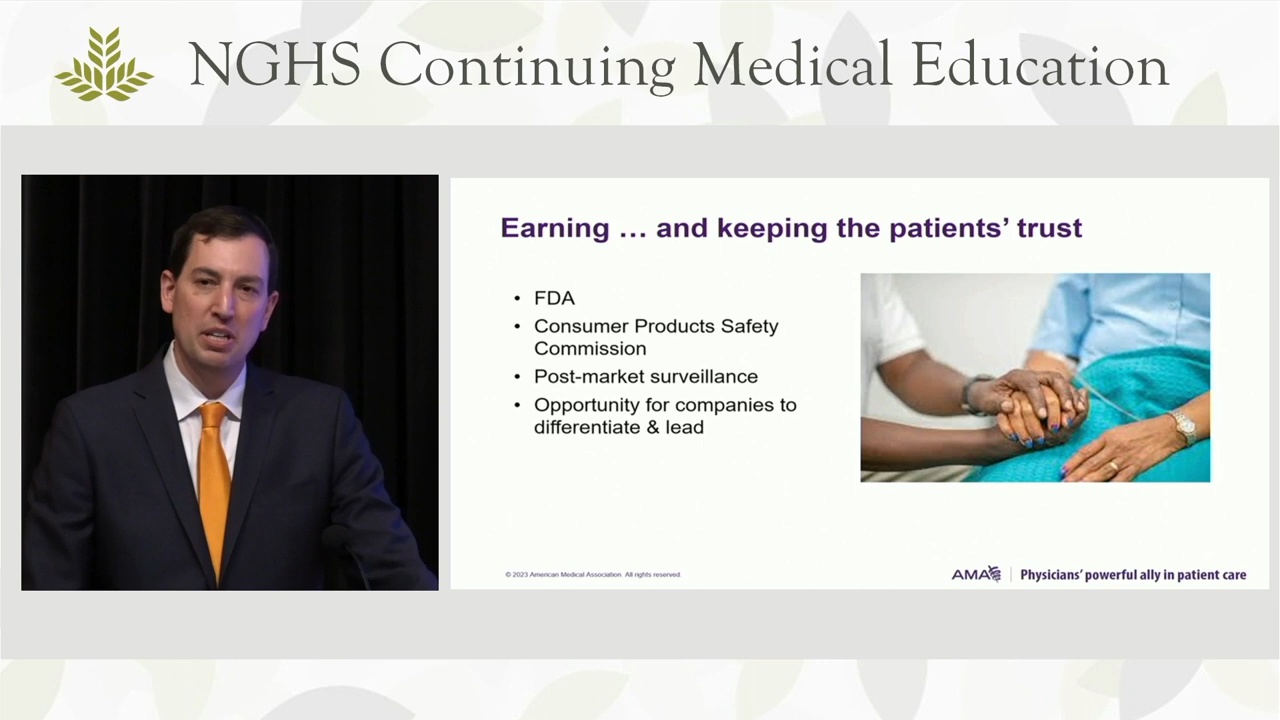 NGHS Continuing Medical Education
Earning … and keeping the patients’ trust
• FDA
• Consumer Products Safety
Commission
• Post-market surveillance
• Opportunity for companies to
differentiate & lead
© 2023 American Medical Association. All rights reserved.
AMA | Physicians’ powerful ally in patient care